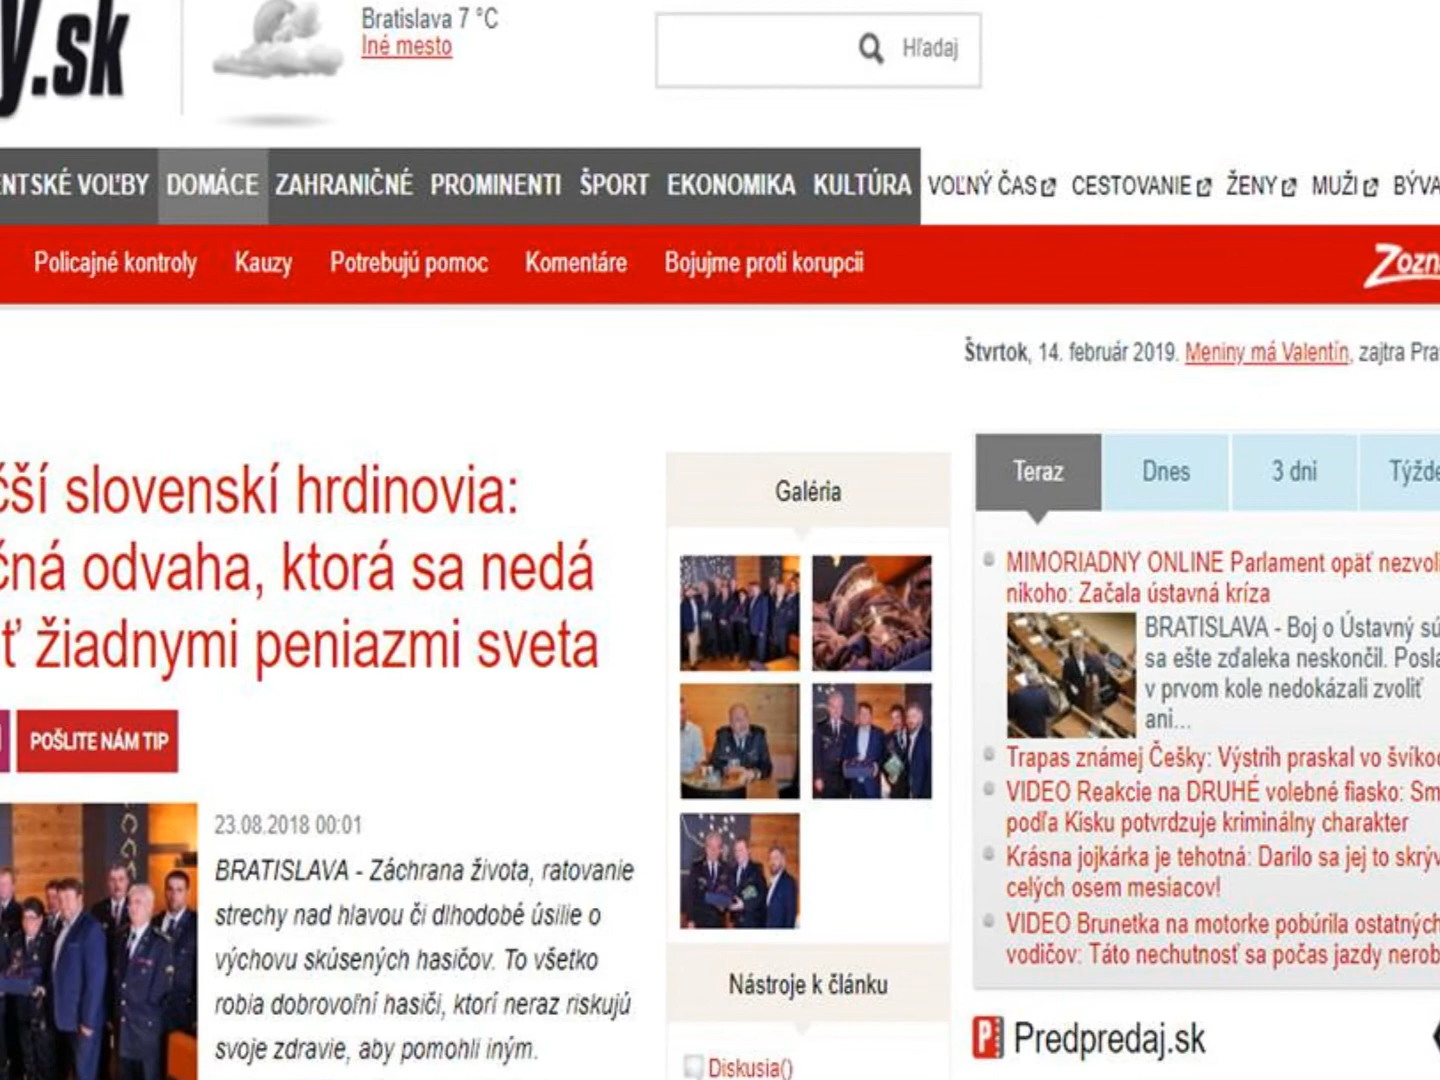 y.sk
Bratislava 7 °C
Iné mesto
Hľadaj
NTSKÉ VOĽBY DOMÁCE ZAHRANIČNÉ PROMINENTI ŠPORT EKONOMIKA KULTÚRA VOĽNÝ ČAS CESTOVANIE ŽENY MUŽI BÝVA
Policajné kontroly Kauzy Potrebujú pomoc Komentáre Bojujme proti korupcii
Zozn
Štvrtok, 14. február 2019. Meniny má Valentín, zajtra Pra
čší slovenskí hrdinovia:
čná odvaha, ktorá sa nedá
ť žiadnymi peniazmi sveta
POŠLITE NÁM TIP
23.08.2018 00:01
BRATISLAVA - Záchrana života, ratovanie
strechy nad hlavou či dlhodobé úsilie o
výchovu skúsených hasičov. To všetko
robia dobrovoľní hasiči, ktorí neraz riskujú
svoje zdravie, aby pomohli iným.
Galéria
Nástroje k článku
Diskusia()
Teraz Dnes 3 dni Týžde
MIMORIADNY ONLINE Parlament opäť nezvoli
nikoho: Začala ústavná kríza
BRATISLAVA - Boj o Ústavný sú
sa ešte zďaleka neskončil. Posla
v prvom kole nedokázali zvoliť
ani...
Trapas známej Češky: Výstrih praskal vo švíkoc
VIDEO Reakcie na DRUHÉ volebné fiasko: Sm
podľa Kisku potvrdzuje kriminálny charakter
Krásna jojkárka je tehotná: Darilo sa jej to skrýv
celých osem mesiacov!
VIDEO Brunetka na motorke pobúrila ostatných
vodičov: Táto nechutnosť sa počas jazdy nerob
Predpredaj.sk